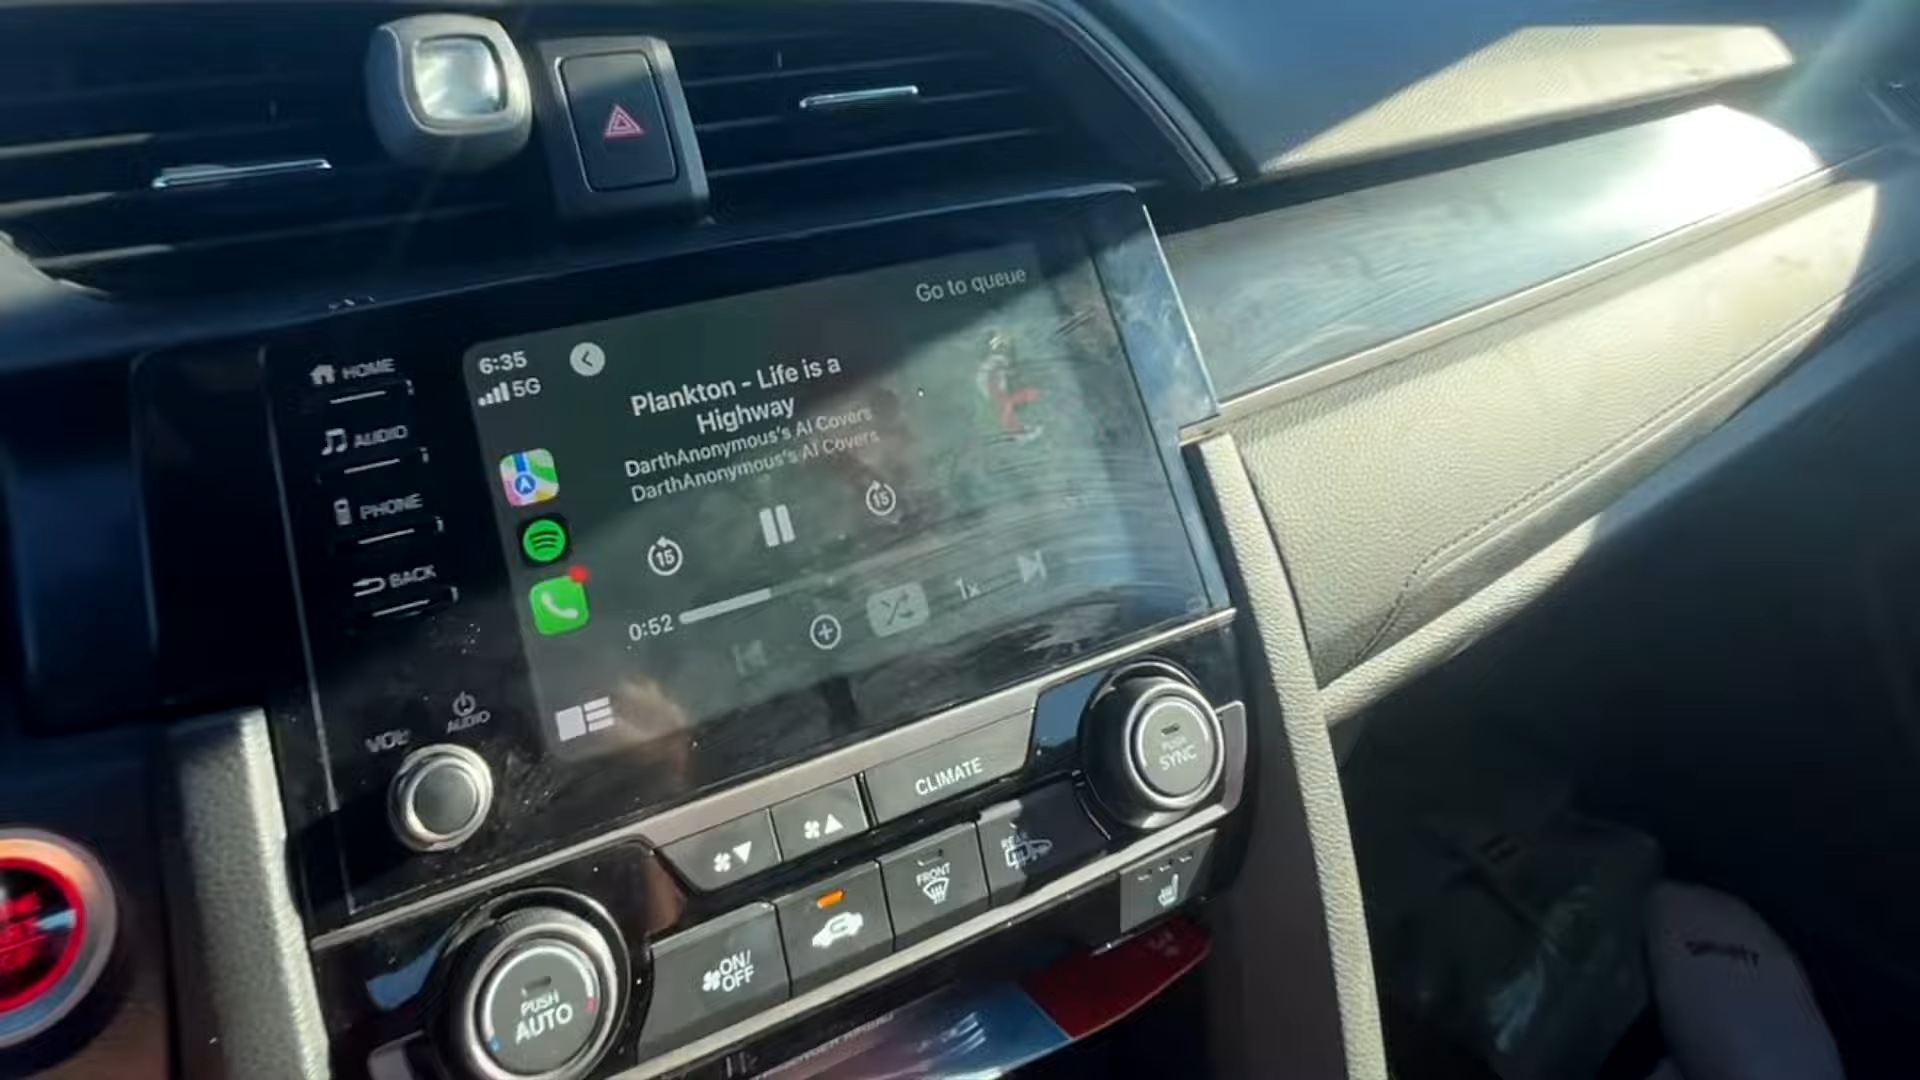 Go to queue
6:35
5G
Plankton - Life is a
Highway
DarthAnonymous's AI Covers
DarthAnonymous's AI Covers
15
15
0:52
1x
HOME
AUDIO
PHONE
BACK
VOL
AUDIO
CLIMATE
PUSH
SYNC
FRONT
REAR
ON/
OFF
PUSH
AUTO